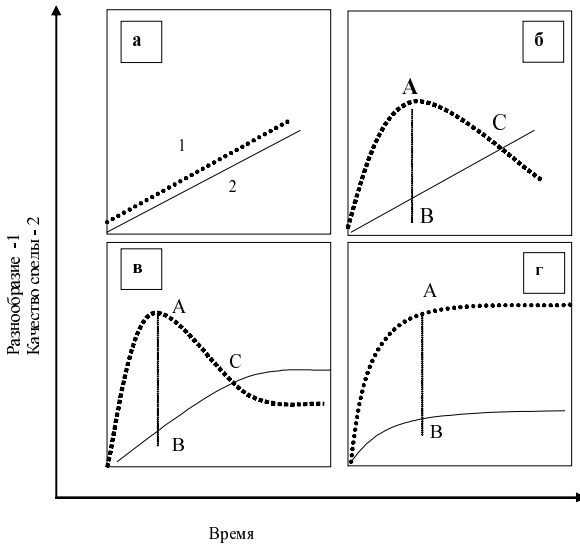 а
б
1
2
А
С
В
в
г
А
С
В
А
В
Разнообразие -1
Качество среды - 2
Время